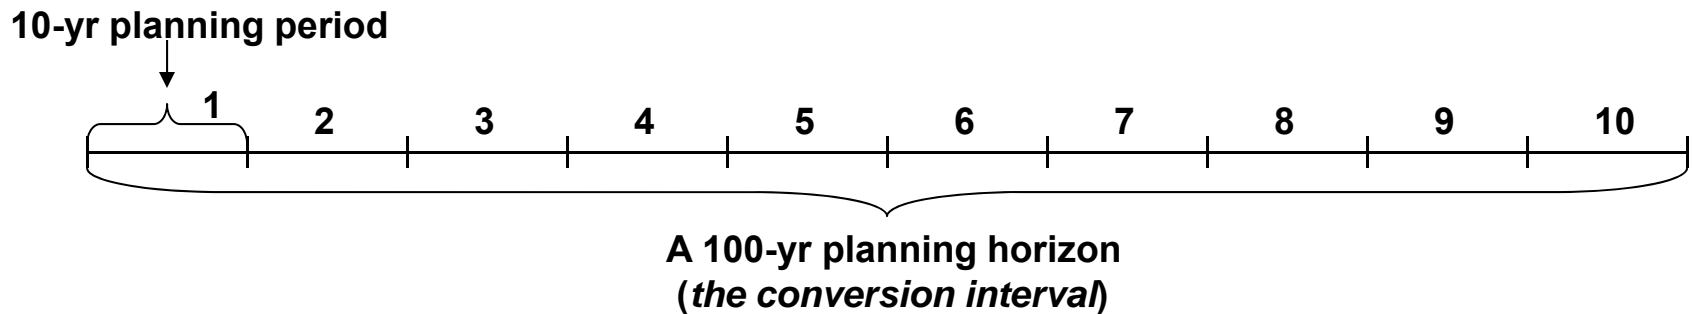 10-yr planning period
1 2 3 4 5 6 7 8 9 10
A 100-yr planning horizon
(the conversion interval)